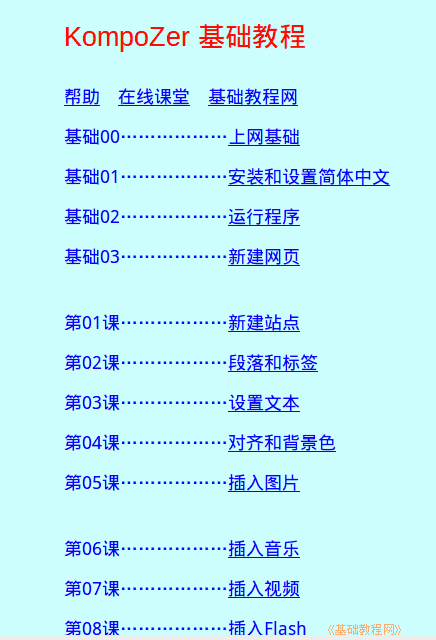 KompoZer 基础教程
帮助 在线课堂 基础教程网
基础00………………上网基础
基础01………………安装和设置简体中文
基础02………………运行程序
基础03………………新建网页
第01课………………新建站点
第02课………………段落和标签
第03课………………设置文本
第04课………………对齐和背景色
第05课………………插入图片
第06课………………插入音乐
第07课………………插入视频
第08课………………插入Flash
《基础教程网》